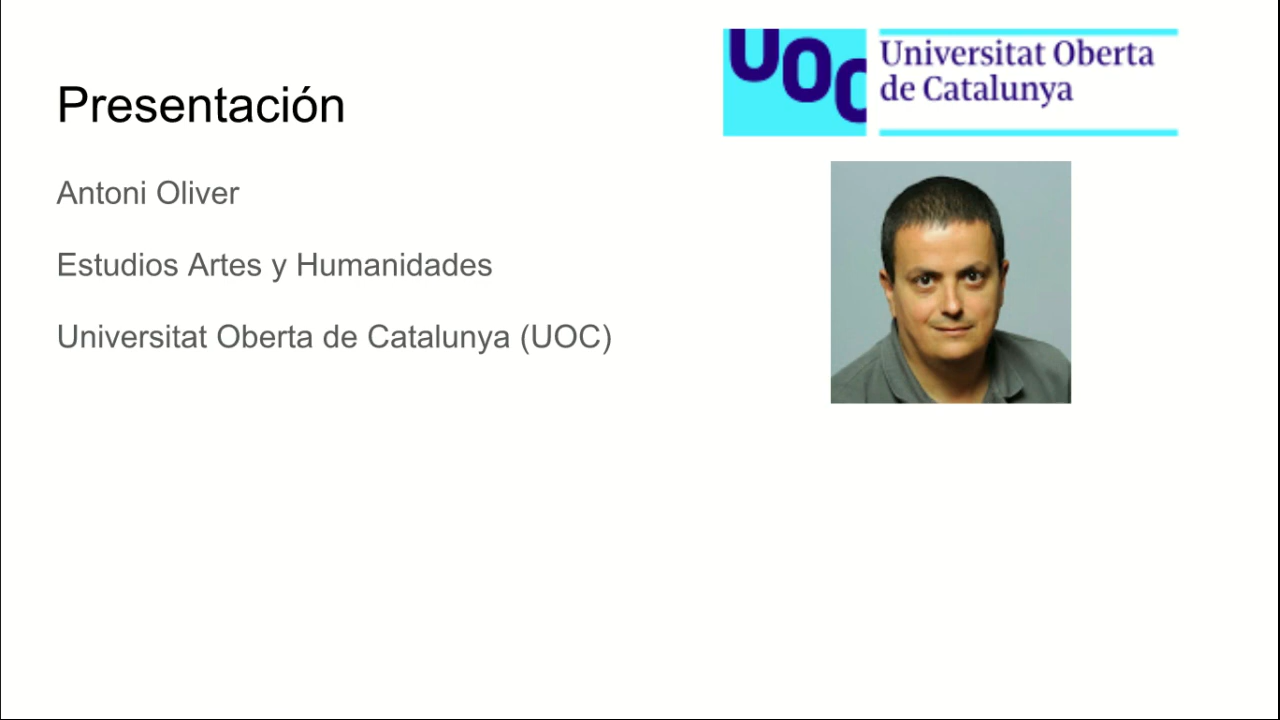 Presentación
Antoni Oliver
Estudios Artes y Humanidades
Universitat Oberta de Catalunya (UOC)
UOC
Universitat Oberta
de Catalunya